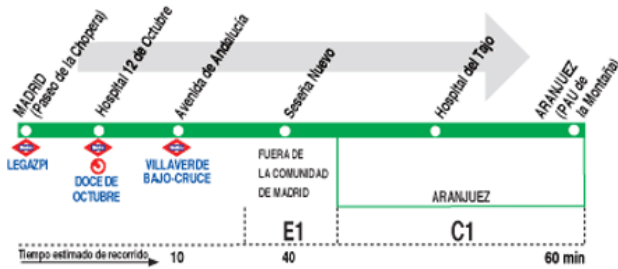 MADRID
(Paseo de la Chopera)
Hospital 12 de Octubre
Avenida de Andalucía
Seseña Nuevo
Hospital del Tajo
ARANJUEZ
(PAU de
la Montaña)
LEGAZPI
DOCE DE
OCTUBRE
VILLAVERDE
BAJO-CRUCE
FUERA DE
LA COMUNIDAD
DE MADRID
ARANJUEZ
E1
C1
Tiempo estimado de recorrido
10
40
60 min